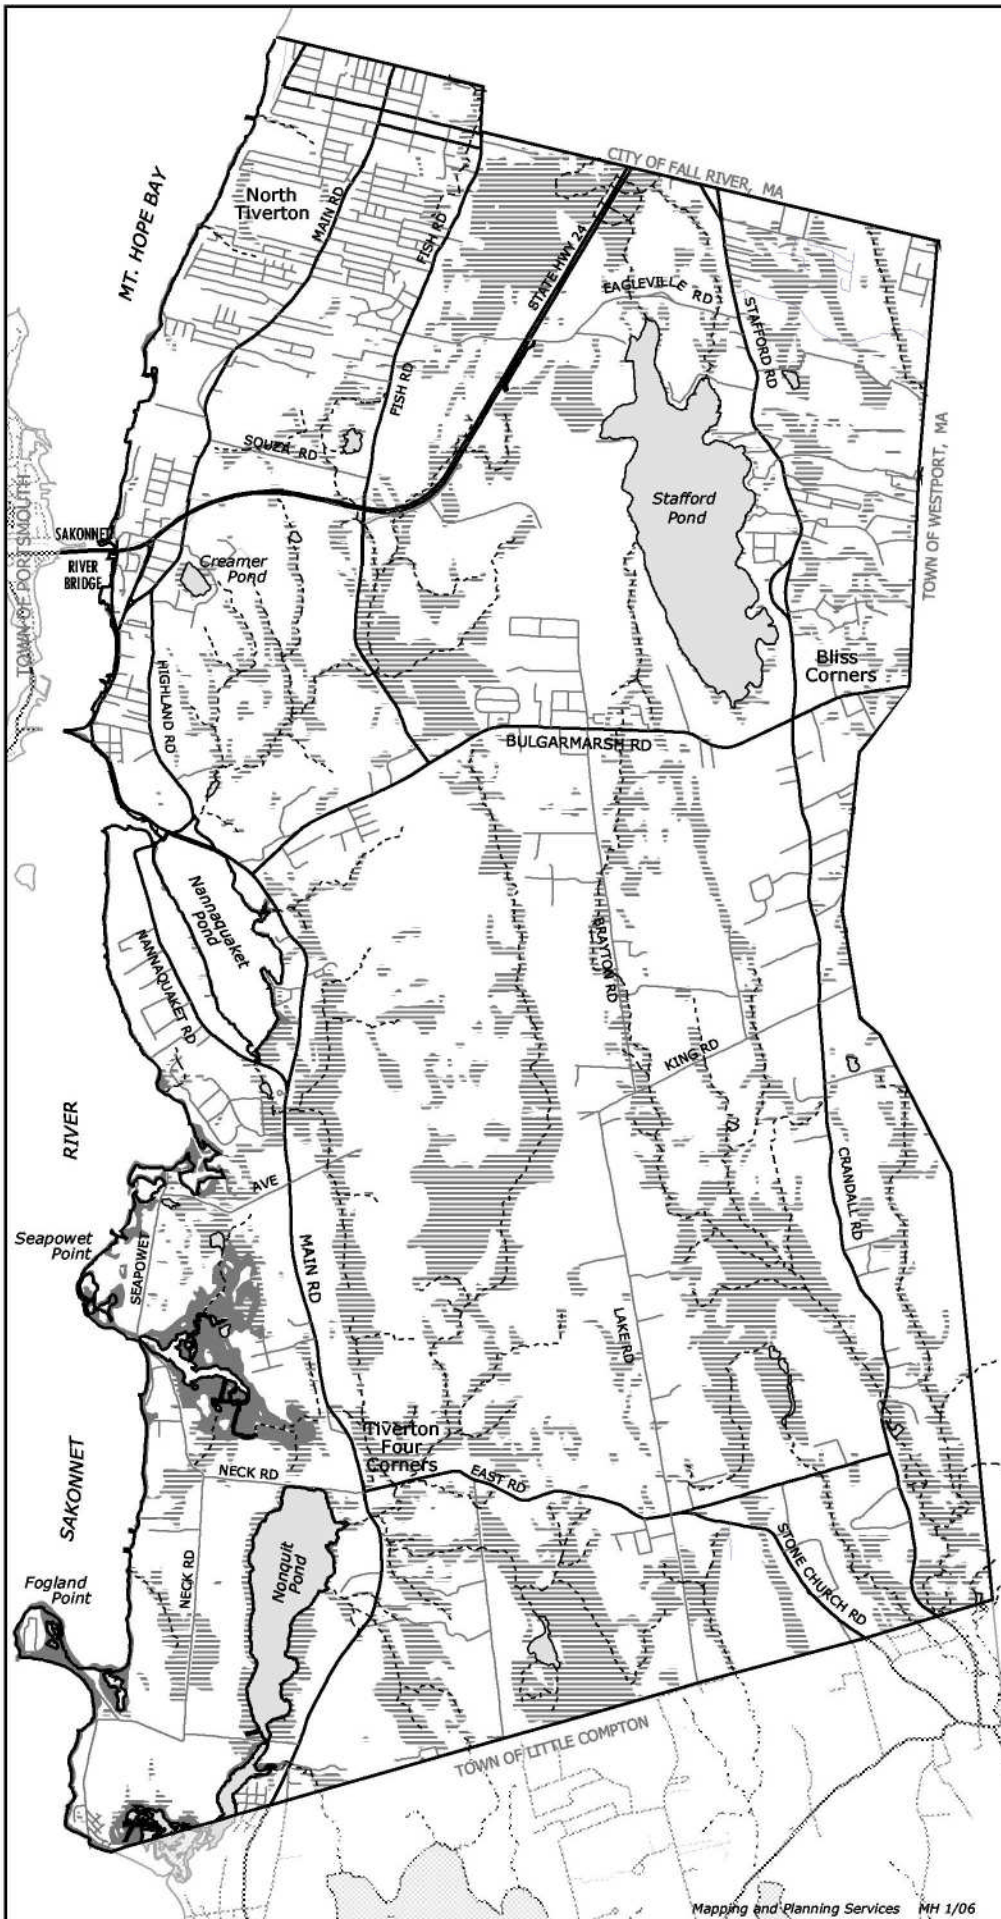 CITY OF FALL RIVER, MA
MT. HOPE BAY
North
Tiverton
MAIN RD
FISH RD
STATE HWY 24
EAGLEVILLE RD
STAFFORD RD
FISH RD
SOUZA RD
TOWN OF WESTPORT, MA
Stafford
Pond
TOWN OF PORTSMOUTH
SAKONNET
RIVER
BRIDGE
Creamer
Pond
HIGHLAND RD
Bliss
Corners
BULGARMARSH RD
Nannaquaket
Pond
NANNAQUAKET RD
BRAYTON RD
KING RD
RIVER
AVE
SEAPOWET
Seapowet
Point
CRANDALL RD
MAIN RD
LAKE RD
Tiverton
Four
Corners
NECK RD
EAST RD
SAKONNET
STONE CHURCH RD
Nonquit
Pond
NECK RD
Fogland
Point
TOWN OF LITTLE COMPTON
Mapping and Planning Services MH 1/06